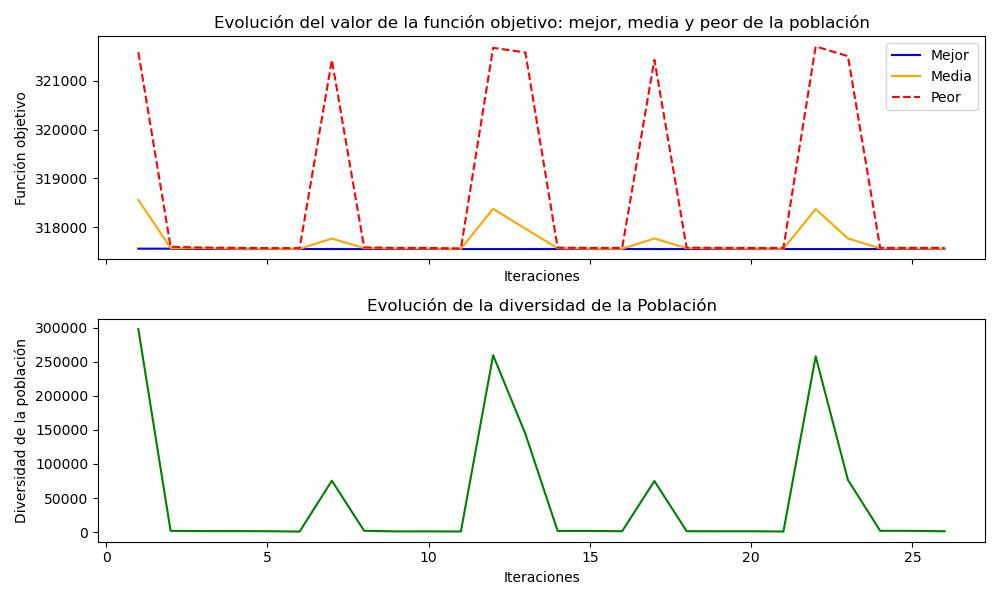 Evolución del valor de la función objetivo: mejor, media y peor de la población
Función objetivo
321000
320000
319000
318000
Mejor
Media
Peor
Iteraciones
Evolución de la diversidad de la Población
Diversidad de la población
300000
250000
200000
150000
100000
50000
0
0 5 10 15 20 25
Iteraciones